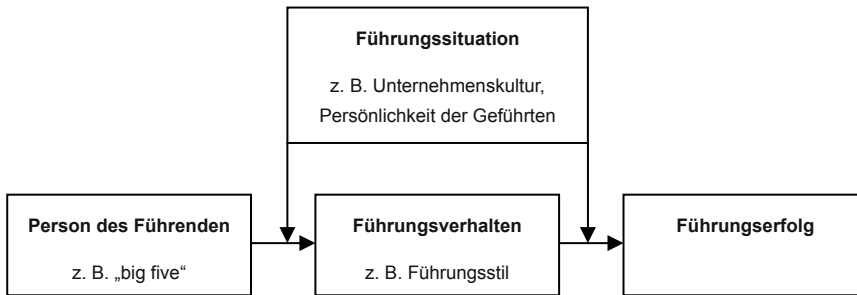 Führungssituation
z. B. Unternehmenskultur,
Persönlichkeit der Geführten
Person des Führenden
z. B. „big five“
Führungsverhalten
z. B. Führungsstil
Führungserfolg